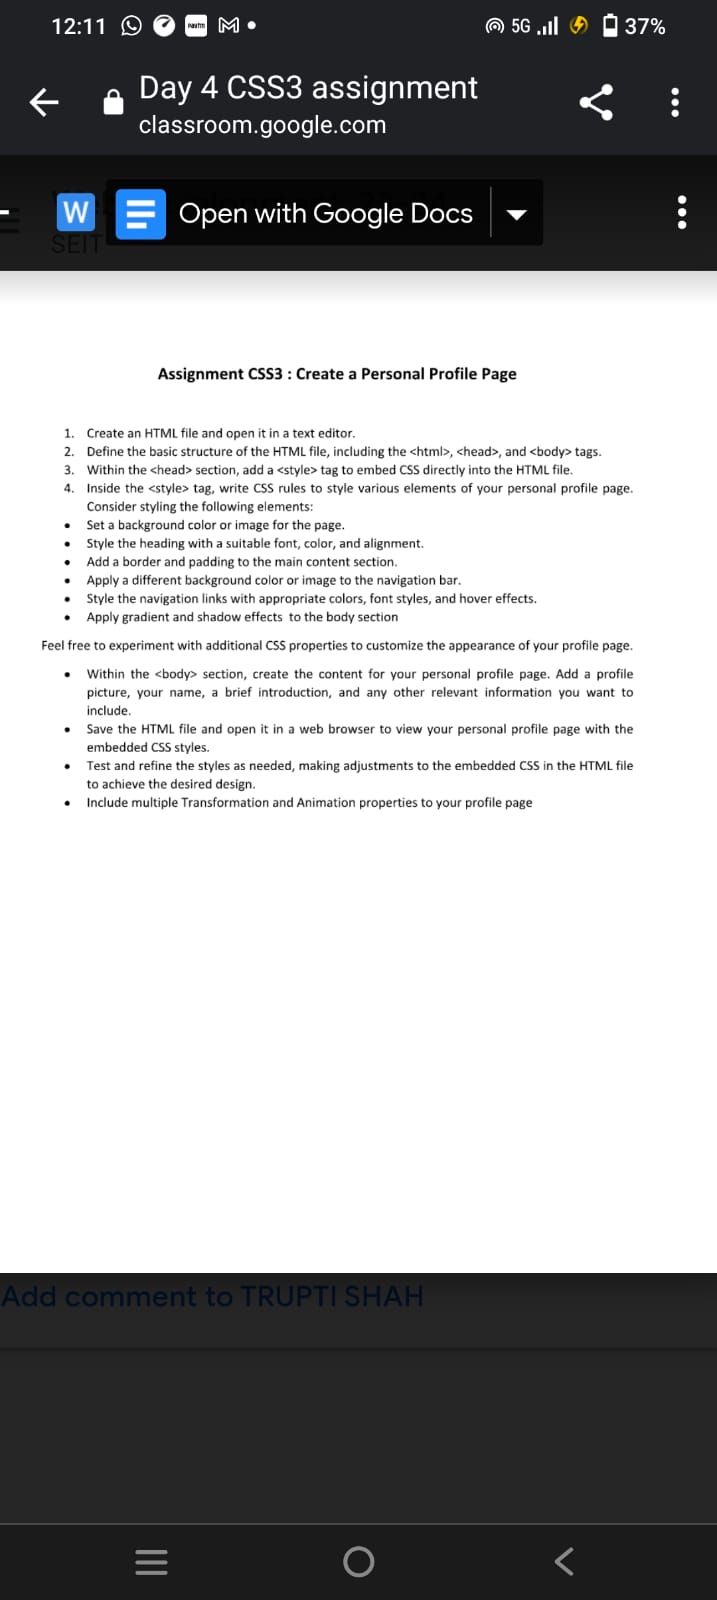 12:11
5G
37%
Day 4 CSS3 assignment
classroom.google.com
W
Open with Google Docs
SEIT
Assignment CSS3 : Create a Personal Profile Page
1. Create an HTML file and open it in a text editor.
2. Define the basic structure of the HTML file, including the <html>, <head>, and <body> tags.
3. Within the <head> section, add a <style> tag to embed CSS directly into the HTML file.
4. Inside the <style> tag, write CSS rules to style various elements of your personal profile page.
Consider styling the following elements:
• Set a background color or image for the page.
• Style the heading with a suitable font, color, and alignment.
• Add a border and padding to the main content section.
• Apply a different background color or image to the navigation bar.
• Style the navigation links with appropriate colors, font styles, and hover effects.
• Apply gradient and shadow effects to the body section
Feel free to experiment with additional CSS properties to customize the appearance of your profile page.
• Within the <body> section, create the content for your personal profile page. Add a profile
picture, your name, a brief introduction, and any other relevant information you want to
include.
• Save the HTML file and open it in a web browser to view your personal profile page with the
embedded CSS styles.
• Test and refine the styles as needed, making adjustments to the embedded CSS in the HTML file
to achieve the desired design.
• Include multiple Transformation and Animation properties to your profile page
Add comment to TRUPTI SHAH